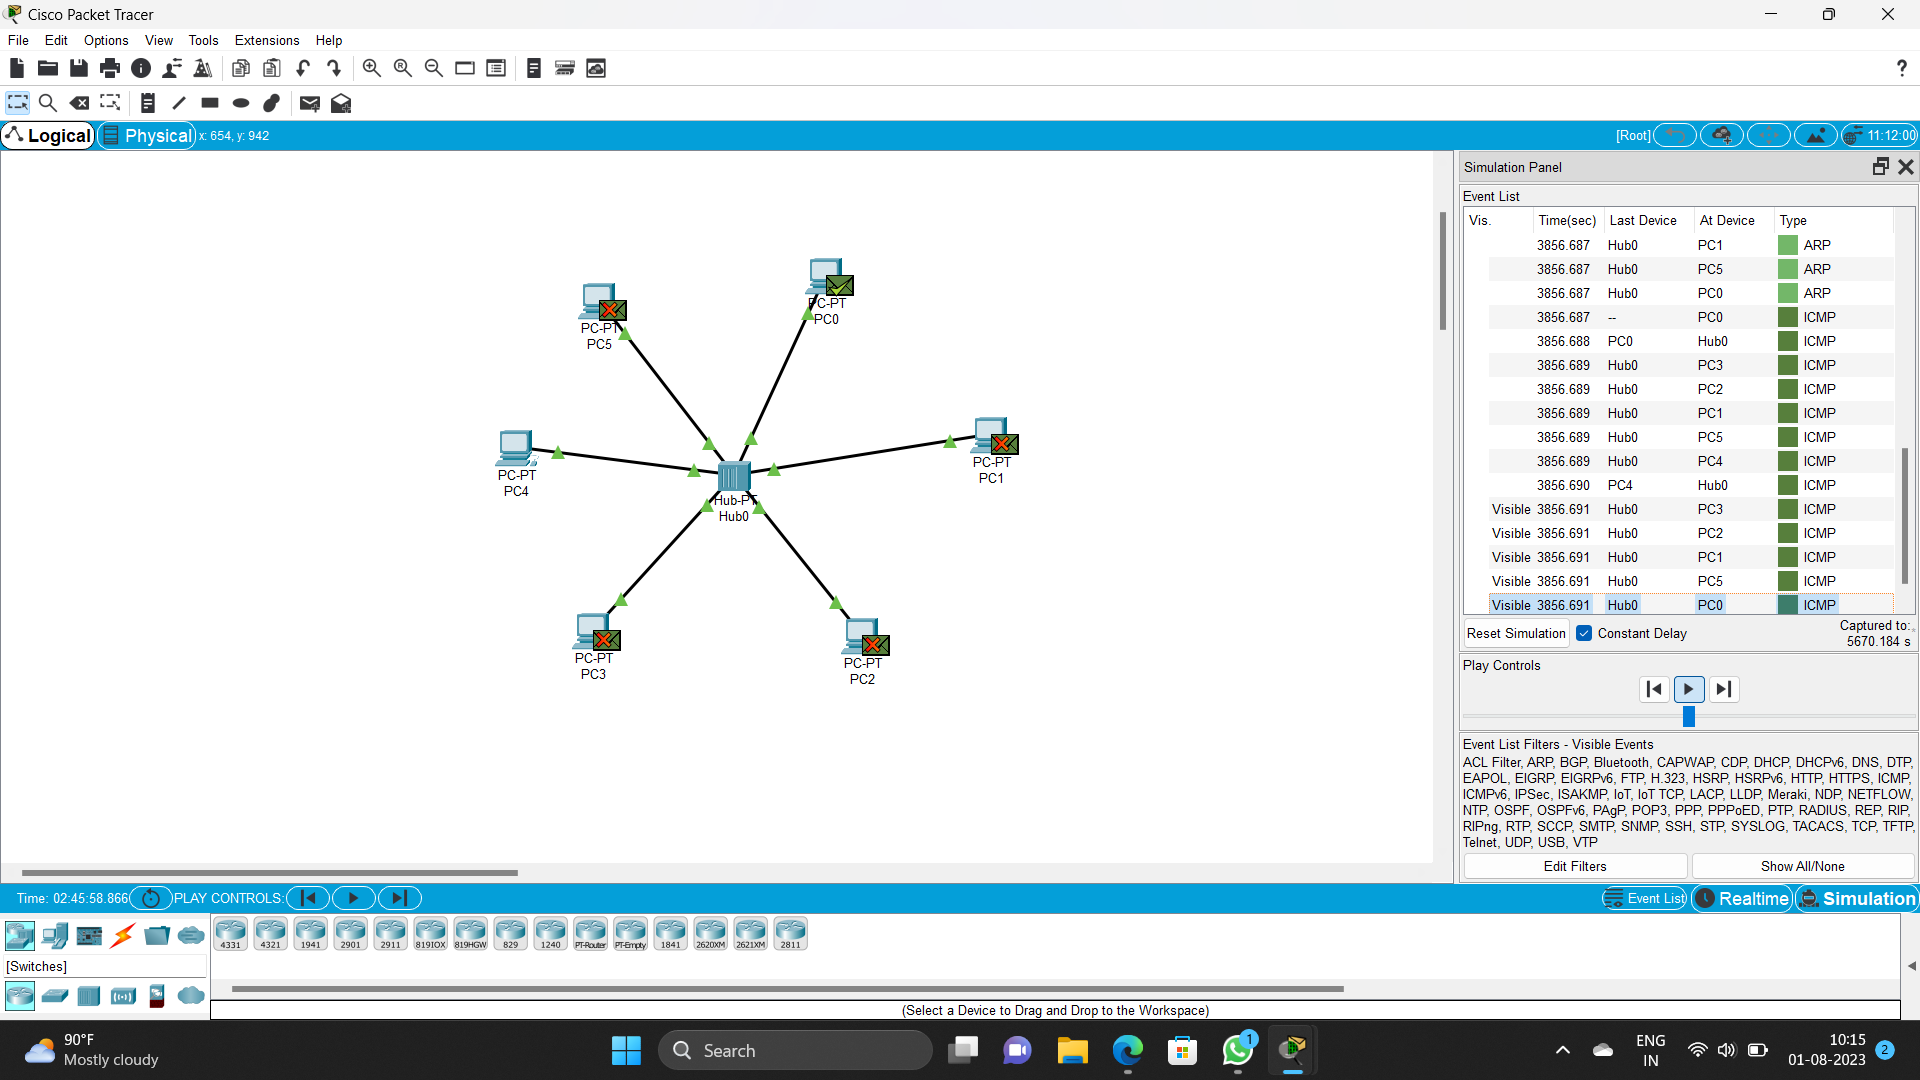 Cisco Packet Tracer
File Edit Options View Tools Extensions Help
?
Logical Physical x: 654, y: 942 [Root] 11:12:00
PC-PT
PC5
PC-PT
PC0
PC-PT
PC4
PC-PT
PC1
Hub-PT
Hub0
PC-PT
PC3
PC-PT
PC2
Simulation Panel
Event List
Vis. Time(sec) Last Device At Device Type
3856.687 Hub0 PC1 ARP
3856.687 Hub0 PC5 ARP
3856.687 Hub0 PC0 ARP
3856.687 -- PC0 ICMP
3856.688 PC0 Hub0 ICMP
3856.689 Hub0 PC3 ICMP
3856.689 Hub0 PC2 ICMP
3856.689 Hub0 PC1 ICMP
3856.689 Hub0 PC5 ICMP
3856.689 Hub0 PC4 ICMP
3856.690 PC4 Hub0 ICMP
Visible 3856.691 Hub0 PC3 ICMP
Visible 3856.691 Hub0 PC2 ICMP
Visible 3856.691 Hub0 PC1 ICMP
Visible 3856.691 Hub0 PC5 ICMP
Visible 3856.691 Hub0 PC0 ICMP
Reset Simulation Constant Delay Captured to:
5670.184 s
Play Controls
Event List Filters - Visible Events
ACL Filter, ARP, BGP, Bluetooth, CAPWAP, CDP, DHCP, DHCPv6, DNS, DTP,
EAPOL, EIGRP, EIGRPv6, FTP, H.323, HSRP, HSRPv6, HTTP, HTTPS, ICMP,
ICMPv6, IPSec, ISAKMP, IoT, IoT TCP, LACP, LLDP, Meraki, NDP, NETFLOW,
NTP, OSPF, OSPFv6, PAgP, POP3, PPP, PPPoED, PTP, RADIUS, REP, RIP,
RIPng, RTP, SCCP, SMTP, SNMP, SSH, STP, SYSLOG, TACACS, TCP, TFTP,
Telnet, UDP, USB, VTP
Edit Filters Show All/None
Time: 02:45:58.866 PLAY CONTROLS: Event List Realtime Simulation
4331 4321 1941 2901 2911 819IOX 819HGW 829 1240 PT-Router PT-Empty 1841 2620XM 2621XM 2811
[Switches]
(Select a Device to Drag and Drop to the Workspace)
90°F
Mostly cloudy
Search
1
ENG
IN
10:15
01-08-2023
2